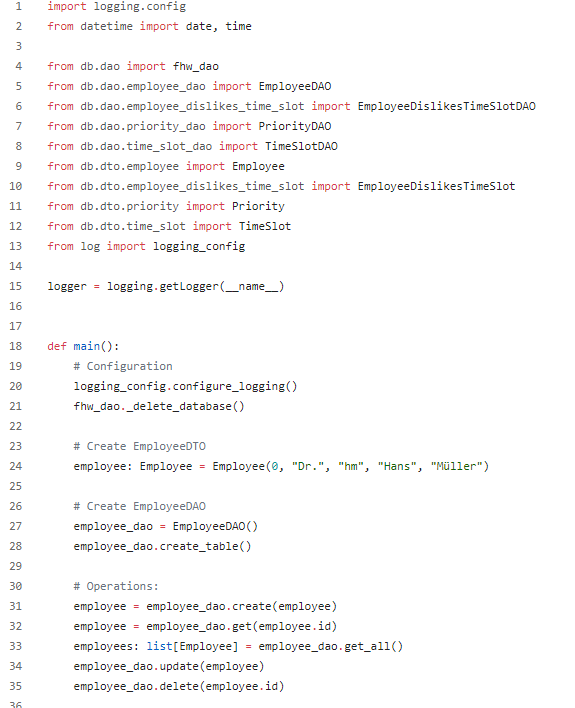 1 import logging.config
2 from datetime import date, time
3
4 from db.dao import fhw_dao
5 from db.dao.employee_dao import EmployeeDAO
6 from db.dao.employee_dislikes_time_slot import EmployeeDislikesTimeSlotDAO
7 from db.dao.priority_dao import PriorityDAO
8 from db.dao.time_slot_dao import TimeSlotDAO
9 from db.dto.employee import Employee
10 from db.dto.employee_dislikes_time_slot import EmployeeDislikesTimeSlot
11 from db.dto.priority import Priority
12 from db.dto.time_slot import TimeSlot
13 from log import logging_config
14
15 logger = logging.getLogger(__name__)
16
17
18 def main():
19     # Configuration
20     logging_config.configure_logging()
21     fhw_dao._delete_database()
22
23     # Create EmployeeDTO
24     employee: Employee = Employee(0, "Dr.", "hm", "Hans", "Müller")
25
26     # Create EmployeeDAO
27     employee_dao = EmployeeDAO()
28     employee_dao.create_table()
29
30     # Operations:
31     employee = employee_dao.create(employee)
32     employee = employee_dao.get(employee.id)
33     employees: list[Employee] = employee_dao.get_all()
34     employee_dao.update(employee)
35     employee_dao.delete(employee.id)
36